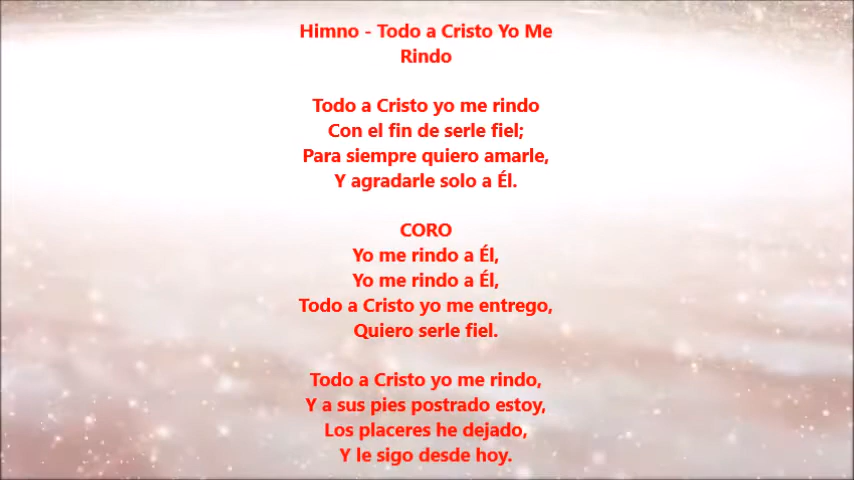 Himno - Todo a Cristo Yo Me
Rindo
Todo a Cristo yo me rindo
Con el fin de serle fiel;
Para siempre quiero amarle,
Y agradarle solo a Él.
CORO
Yo me rindo a Él,
Yo me rindo a Él,
Todo a Cristo yo me entrego,
Quiero serle fiel.
Todo a Cristo yo me rindo,
Y a sus pies postrado estoy,
Los placeres he dejado,
Y le sigo desde hoy.